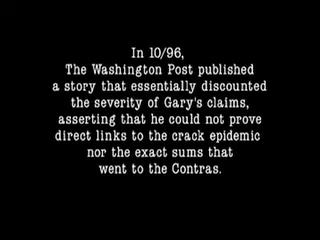 In 10/96,
The Washington Post published
a story that essentially discounted
the severity of Gary's claims,
asserting that he could not prove
direct links to the crack epidemic
nor the exact sums that
went to the Contras.